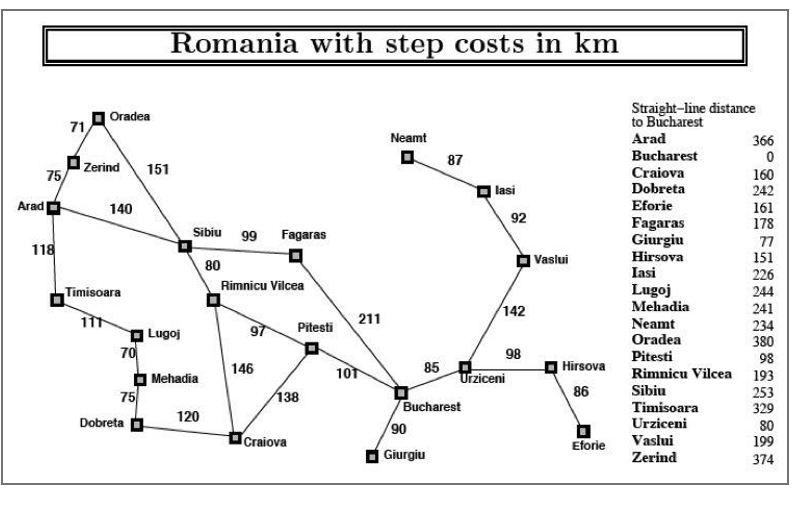 Romania with step costs in km
Oradea
71
Zerind
151
75
Arad
140
118
Sibiu
99
Fagaras
80
Rimnicu Vilcea
Timisoara
111
Lugoj
70
Mehadia
75
Dobreta
120
Craiova
146
97
Pitesti
138
101
211
Bucharest
90
Giurgiu
85
Urziceni
98
Hirsova
86
Eforie
142
Vaslui
92
Iasi
87
Neamt
Straight–line distance
to Bucharest
Arad 366
Bucharest 0
Craiova 160
Dobreta 242
Eforie 161
Fagaras 178
Giurgiu 77
Hirsova 151
Iasi 226
Lugoj 244
Mehadia 241
Neamt 234
Oradea 380
Pitesti 98
Rimnicu Vilcea 193
Sibiu 253
Timisoara 329
Urziceni 80
Vaslui 199
Zerind 374